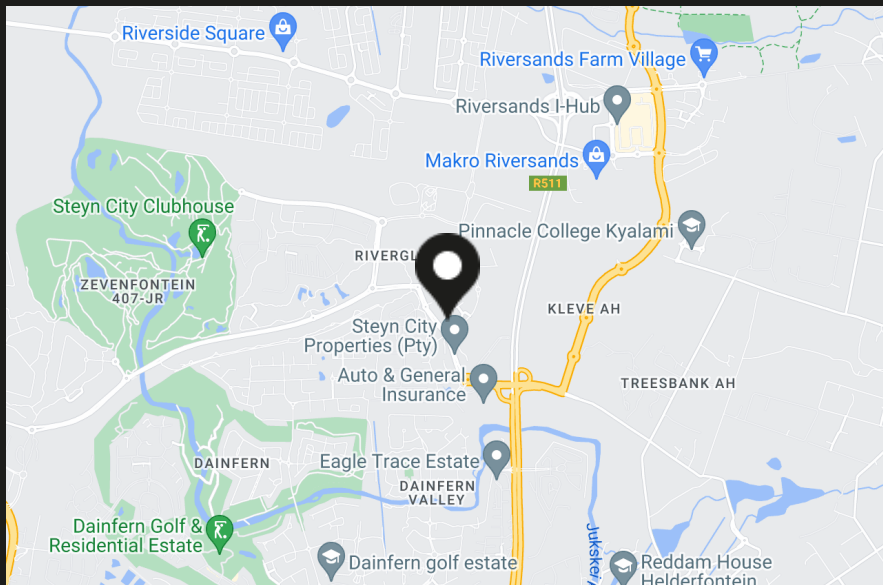 Riverside Square
Riversands Farm Village
Riversands I-Hub
Makro Riversands
R511
Steyn City Clubhouse
Pinnacle College Kyalami
ZEVENFONTEIN
407-JR
KLEVE AH
Steyn City
Properties (Pty)
Auto & General
Insurance
TREESBANK AH
Eagle Trace Estate
DAINFERN
DAINFERN
VALLEY
Dainfern Golf &
Residential Estate
Dainfern golf estate
Reddam House
Helderfontein